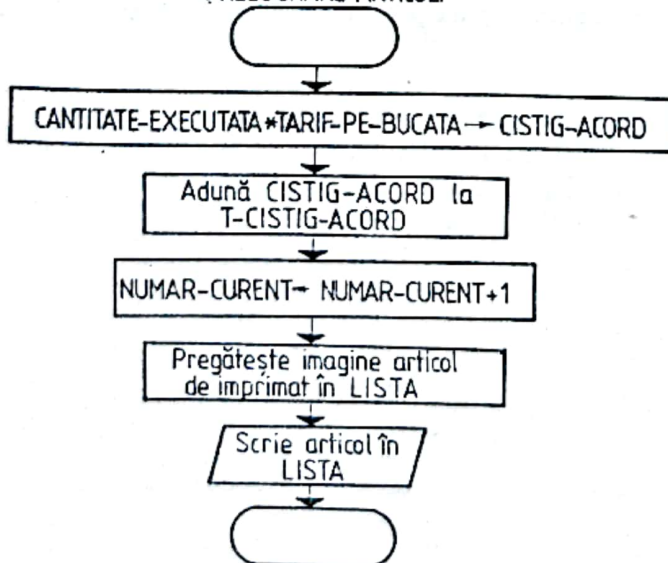 CANTITATE-EXECUTATA*TARIF-PE-BUCATA→CISTIG-ACORD
Adună CISTIG-ACORD la
T-CISTIG-ACORD
NUMAR-CURENT← NUMAR-CURENT+1
Pregătește imagine articol
de imprimat în LISTA
Scrie articol în
LISTA